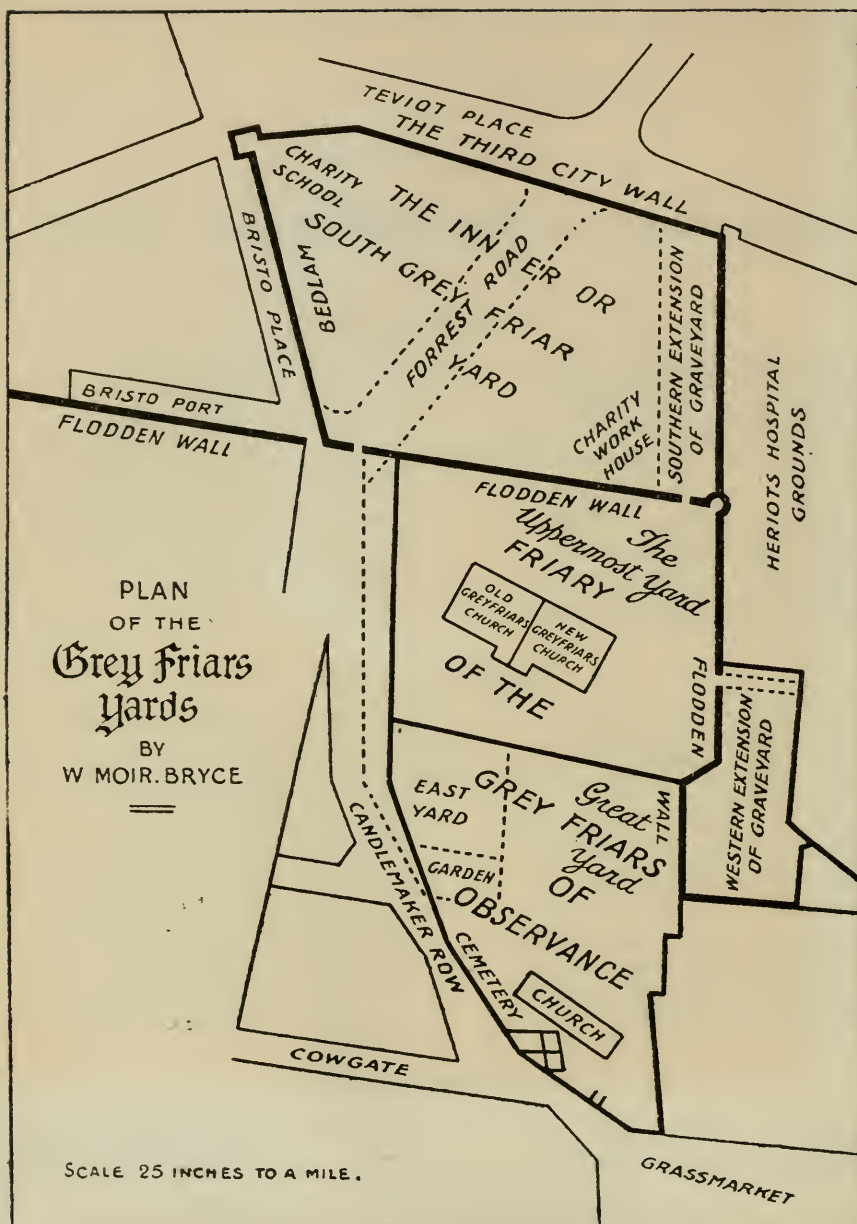 TEVIOT PLACE
THE THIRD CITY WALL
CHARITY
SCHOOL
THE INNER OR
SOUTH GREY FRIAR
YARD
FORREST ROAD
BEDLAM
BRISTO PLACE
SOUTHERN EXTENSION
OF GRAVEYARD
CHARITY
WORK
HOUSE
HERIOTS HOSPITAL
GROUNDS
BRISTO PORT
FLODDEN WALL
FLODDEN WALL
The
Uppermost Yard
FRIARY
OLD
GREYFRIARS
CHURCH
NEW
GREYFRIARS
CHURCH
OF THE
FLODDEN
WALL
WESTERN EXTENSION
OF GRAVEYARD
PLAN
OF THE
Grey Friars
Yards
BY
W MOIR. BRYCE
EAST
YARD
GARDEN
GREY FRIARS
Great
Yard
OF
OBSERVANCE
CANDLEMAKER ROW
CEMETERY
CHURCH
COWGATE
GRASSMARKET
SCALE 25 INCHES TO A MILE.